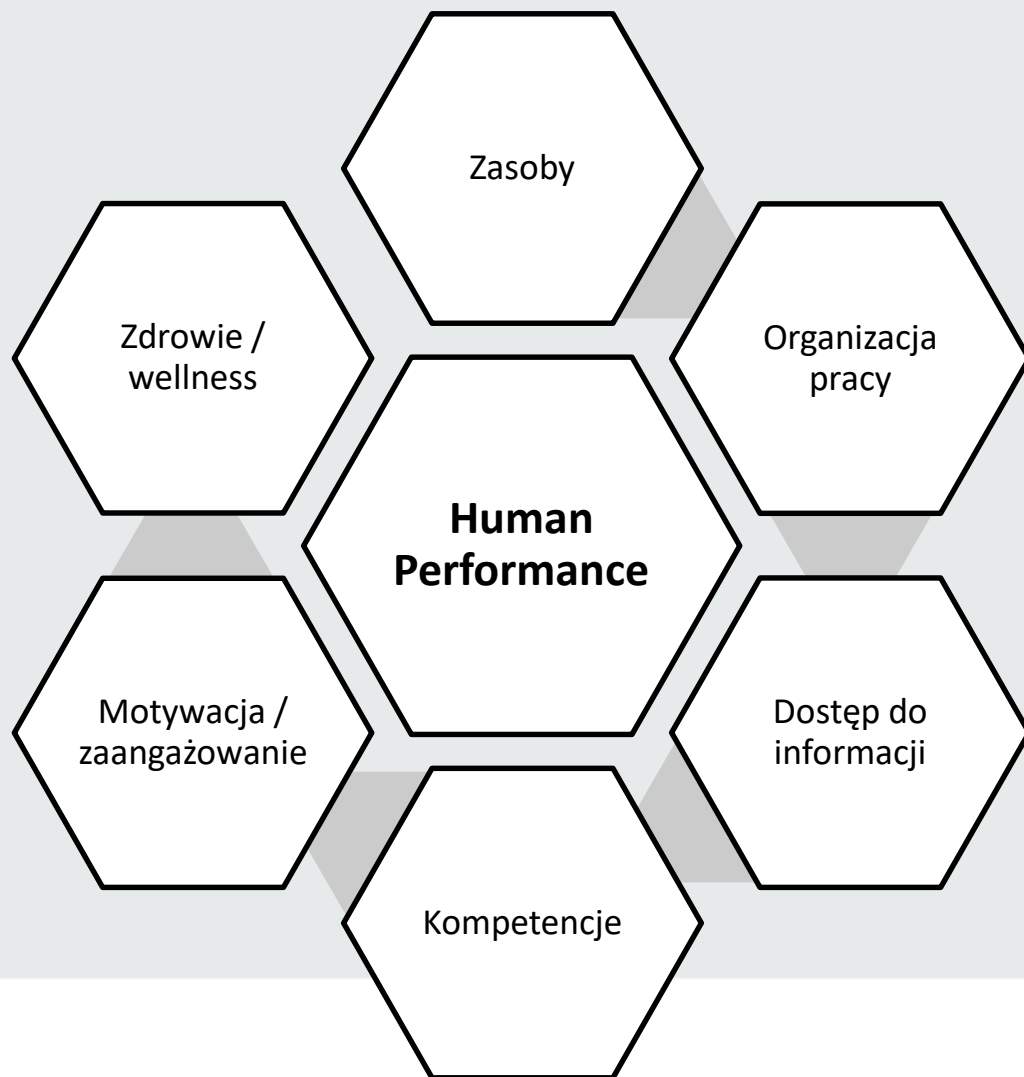 Zasoby
Zdrowie /
wellness
Organizacja
pracy
Human
Performance
Motywacja /
zaangażowanie
Dostęp do
informacji
Kompetencje